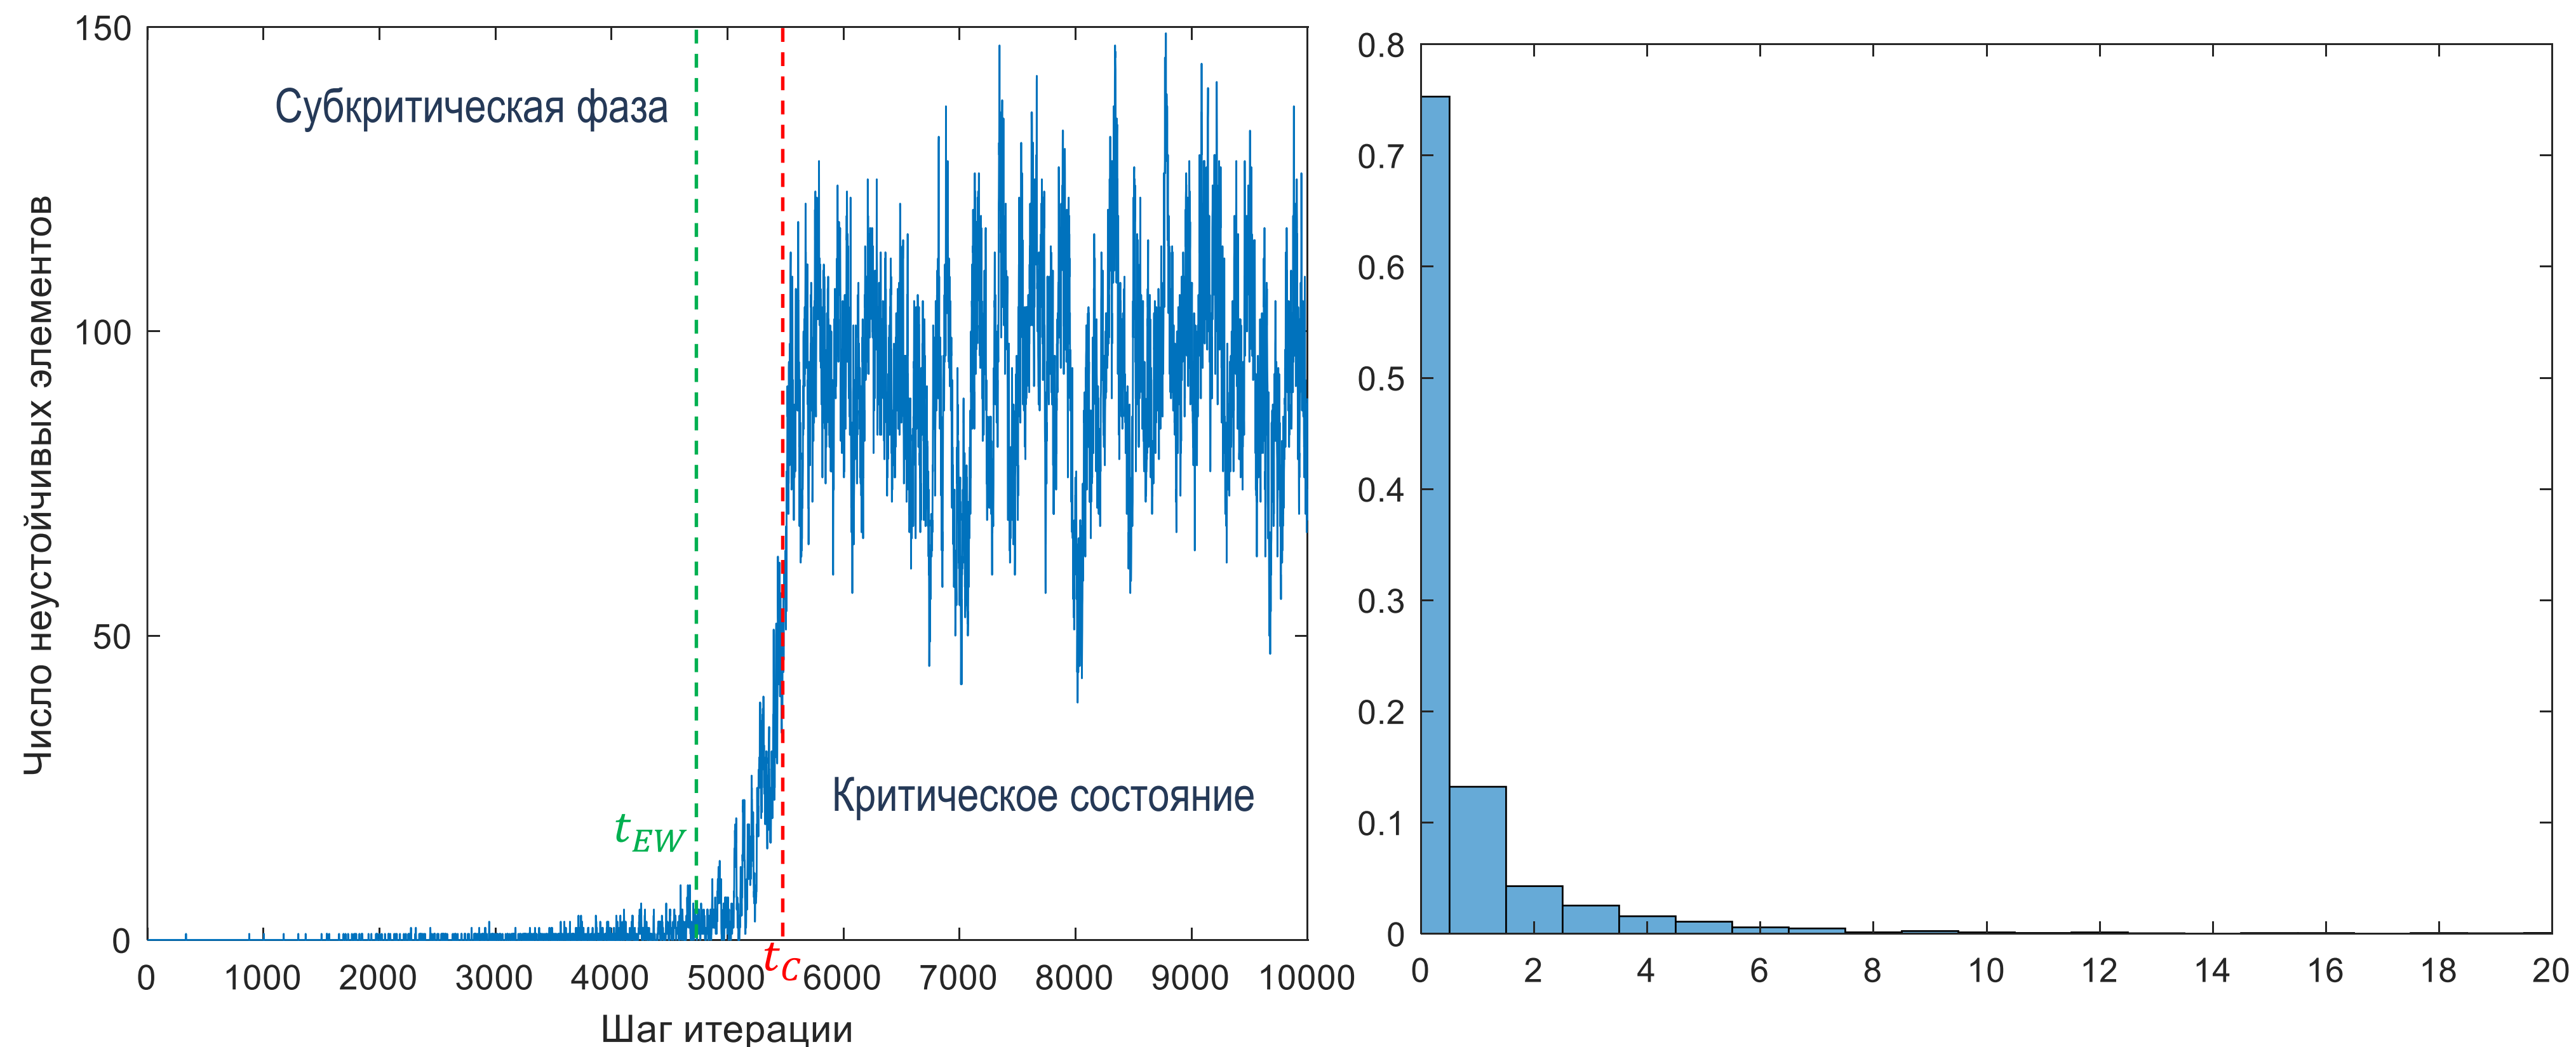 150
100
50
0
Число неустойчивых элементов
Субкритическая фаза
Критическое состояние
t_EW
t_C
0 1000 2000 3000 4000 5000 6000 7000 8000 9000 10000
Шаг итерации
0.8
0.7
0.6
0.5
0.4
0.3
0.2
0.1
0
0 2 4 6 8 10 12 14 16 18 20